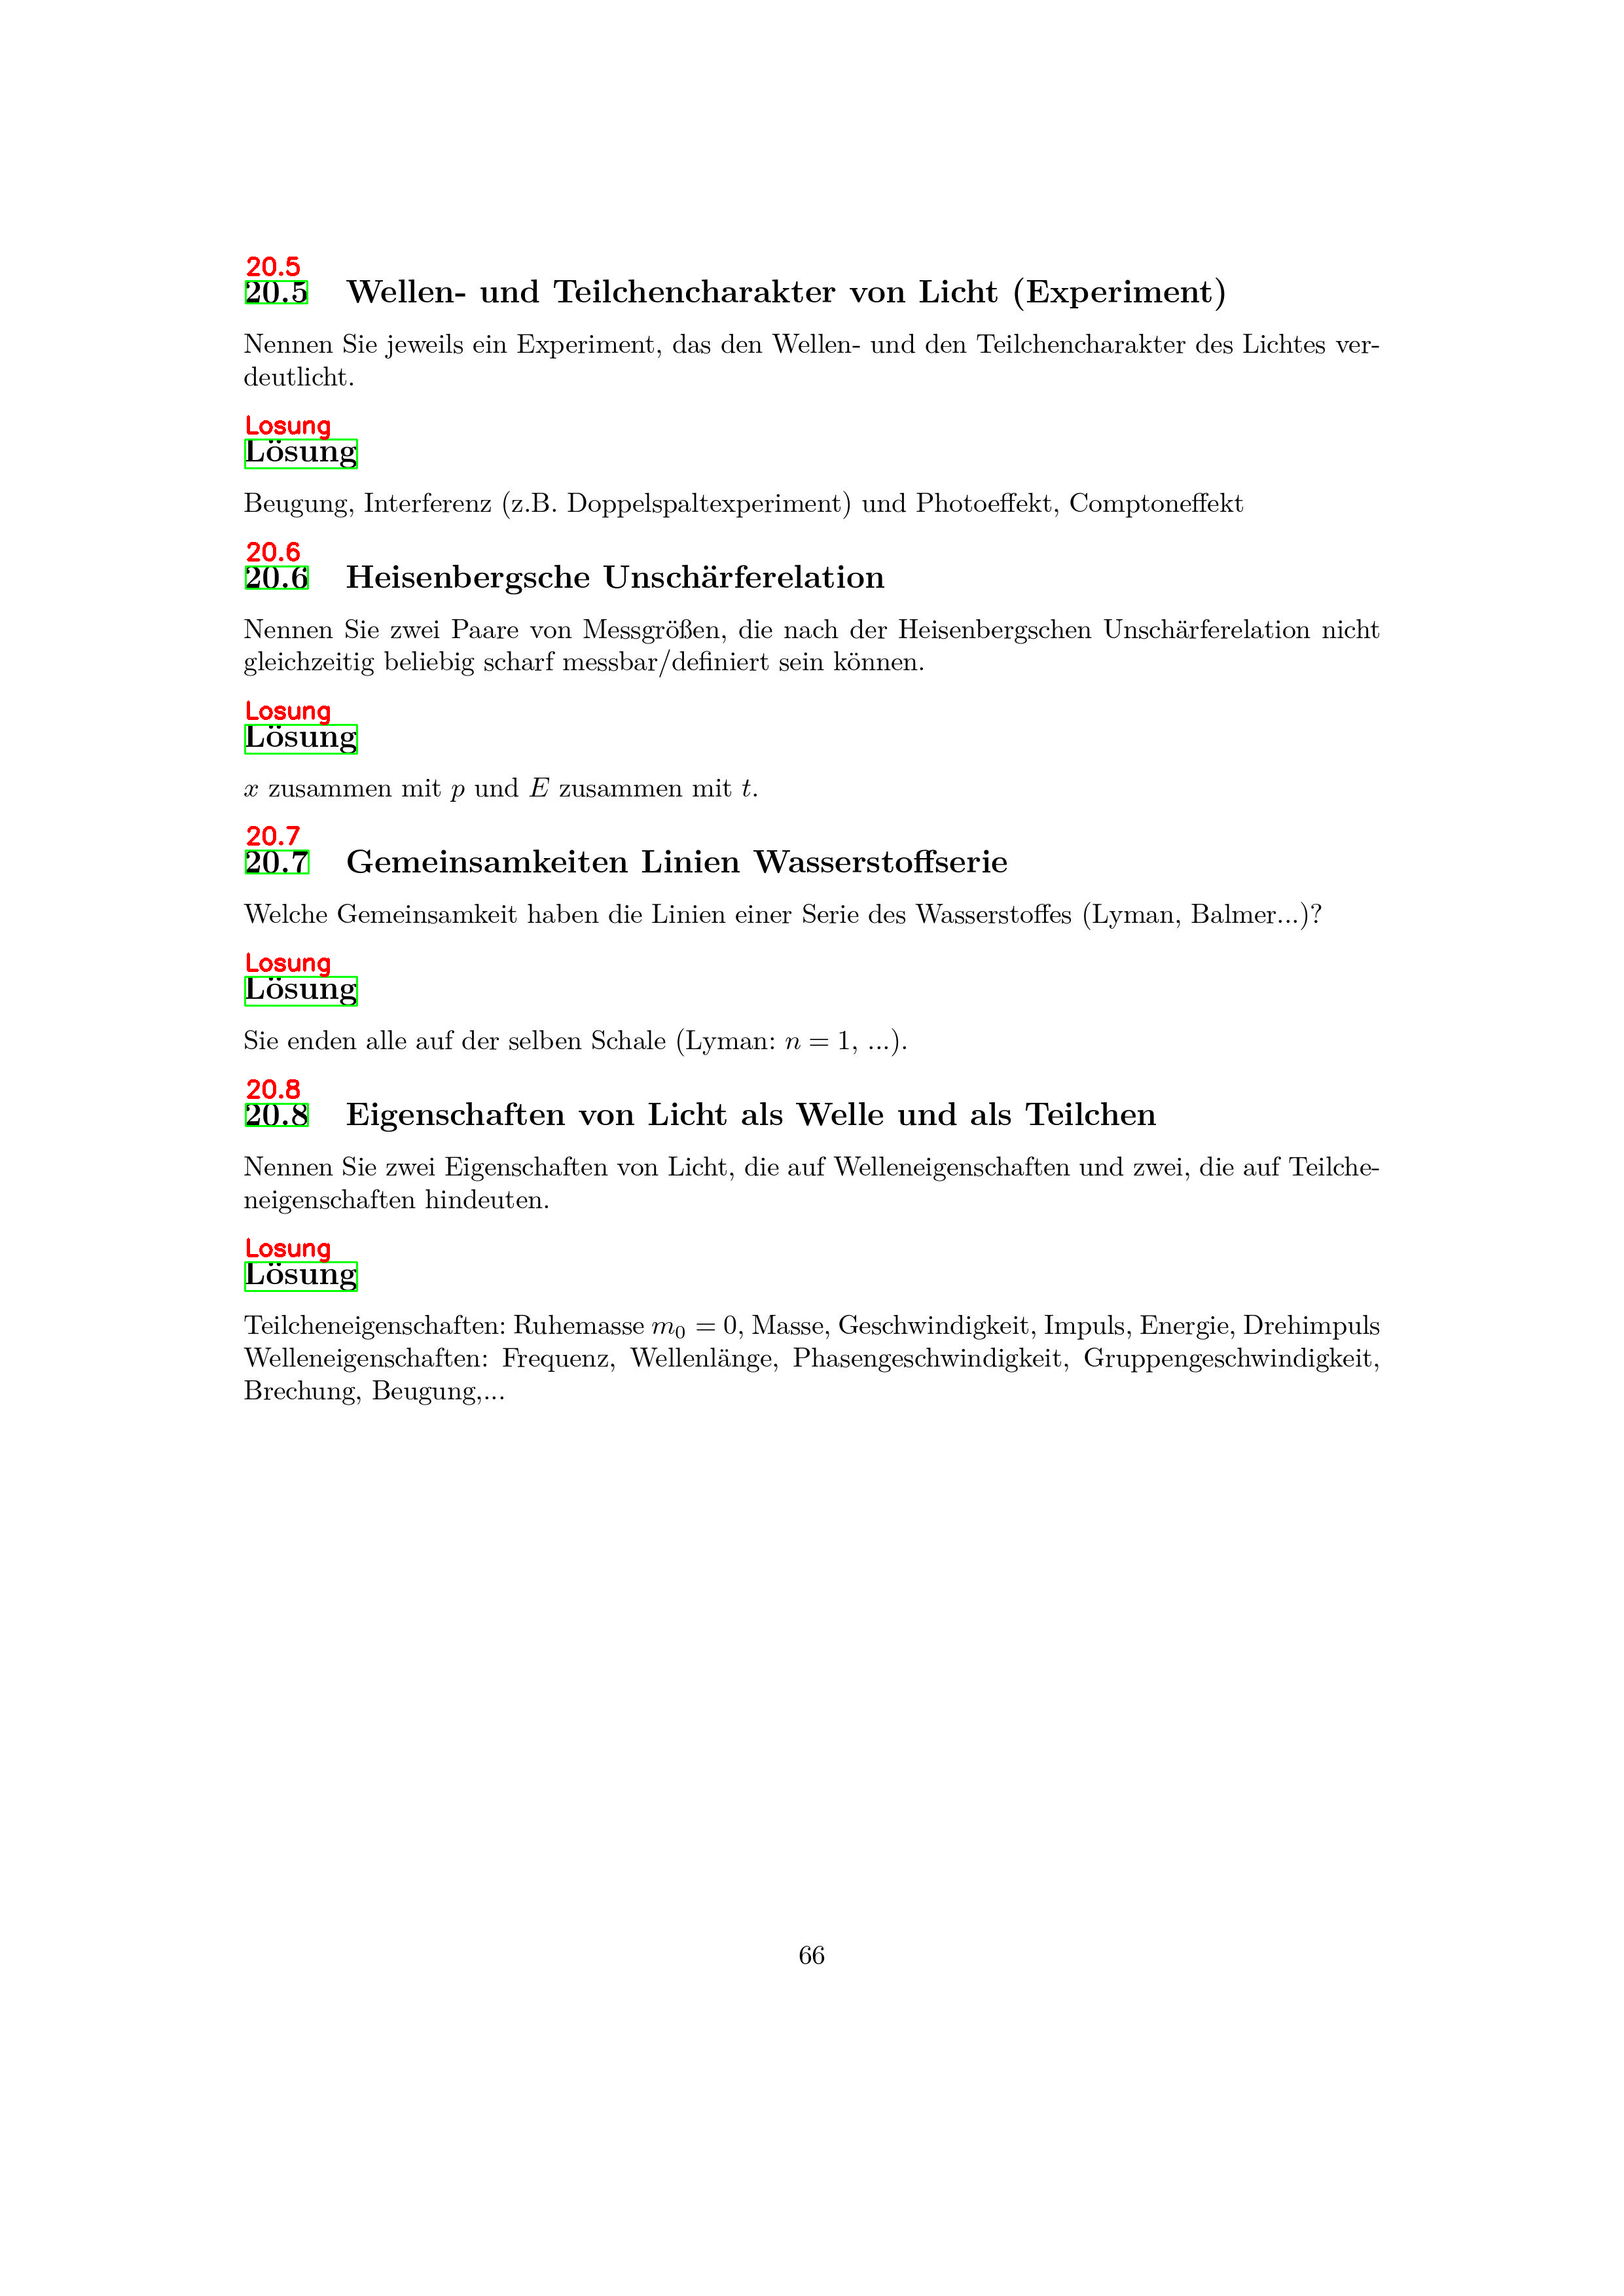 20.5
20.5 Wellen- und Teilchencharakter von Licht (Experiment)
Nennen Sie jeweils ein Experiment, das den Wellen- und den Teilchencharakter des Lichtes ver-
deutlicht.
Losung
Lösung
Beugung, Interferenz (z.B. Doppelspaltexperiment) und Photoeffekt, Comptoneffekt
20.6
20.6 Heisenbergsche Unschärferelation
Nennen Sie zwei Paare von Messgrößen, die nach der Heisenbergschen Unschärferelation nicht
gleichzeitig beliebig scharf messbar/definiert sein können.
Losung
Lösung
x zusammen mit p und E zusammen mit t.
20.7
20.7 Gemeinsamkeiten Linien Wasserstoffserie
Welche Gemeinsamkeit haben die Linien einer Serie des Wasserstoffes (Lyman, Balmer...)?
Losung
Lösung
Sie enden alle auf der selben Schale (Lyman: n = 1, ...).
20.8
20.8 Eigenschaften von Licht als Welle und als Teilchen
Nennen Sie zwei Eigenschaften von Licht, die auf Welleneigenschaften und zwei, die auf Teilche-
neigenschaften hindeuten.
Losung
Lösung
Teilcheneigenschaften: Ruhemasse m₀ = 0, Masse, Geschwindigkeit, Impuls, Energie, Drehimpuls
Welleneigenschaften: Frequenz, Wellenlänge, Phasengeschwindigkeit, Gruppengeschwindigkeit,
Brechung, Beugung,...
66